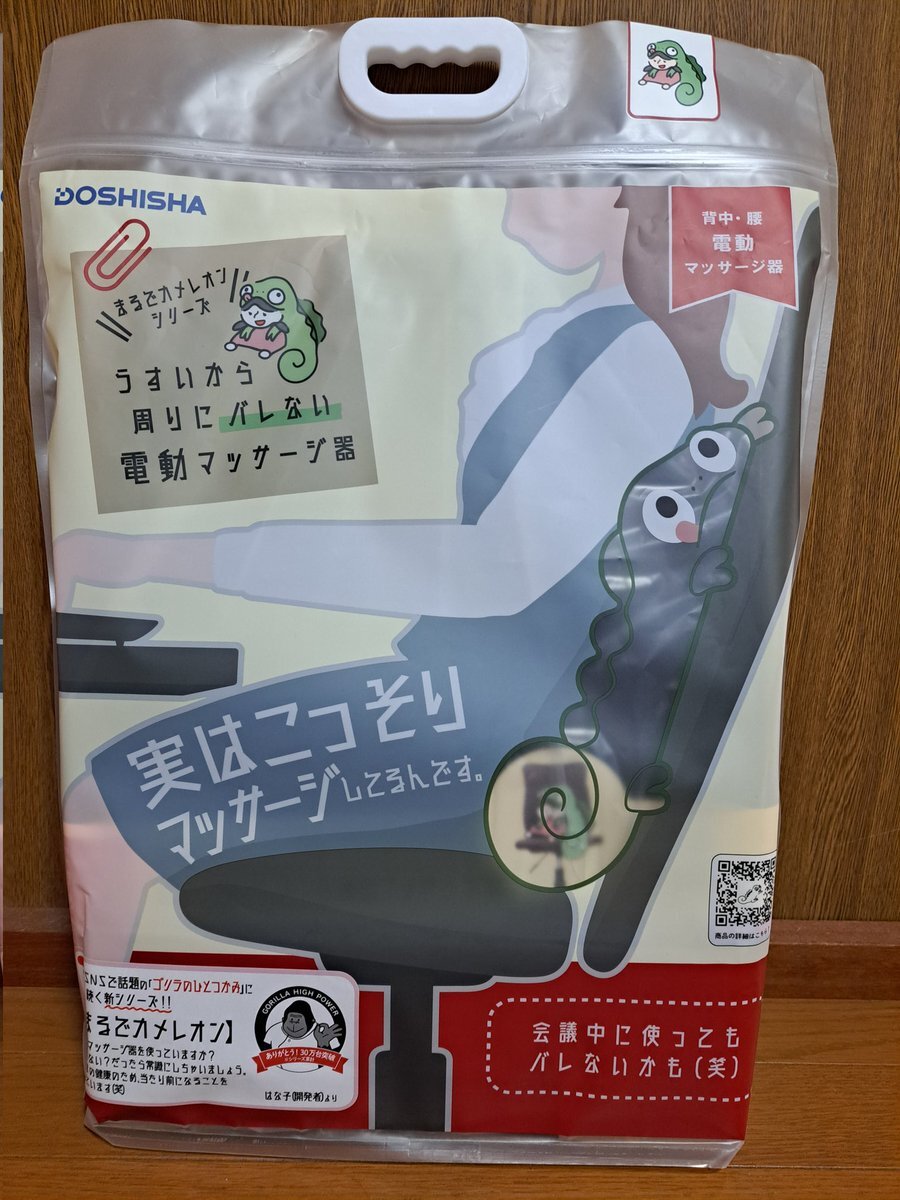 DOSHISHA
背中・腰
電動
マッサージ器
まるでカメレオン
シリーズ
うすいから
周りにバレない
電動マッサージ器
実はこっそり
マッサージしてるんです。
商品の詳細はこちら
SNSで話題の「ゴリラのひとつかみ」に
続く新シリーズ!!
まるでカメレオン】
マッサージ器を使っていますか?
ない?だったら常識にしちゃいましょう。
の健康のため、当たり前になることを
います(笑)
はな子(開発者)より
GORILLA HIGH POWER
ありがとう!30万台突破
※シリーズ累計
会議中に使っても
バレないかも(笑)